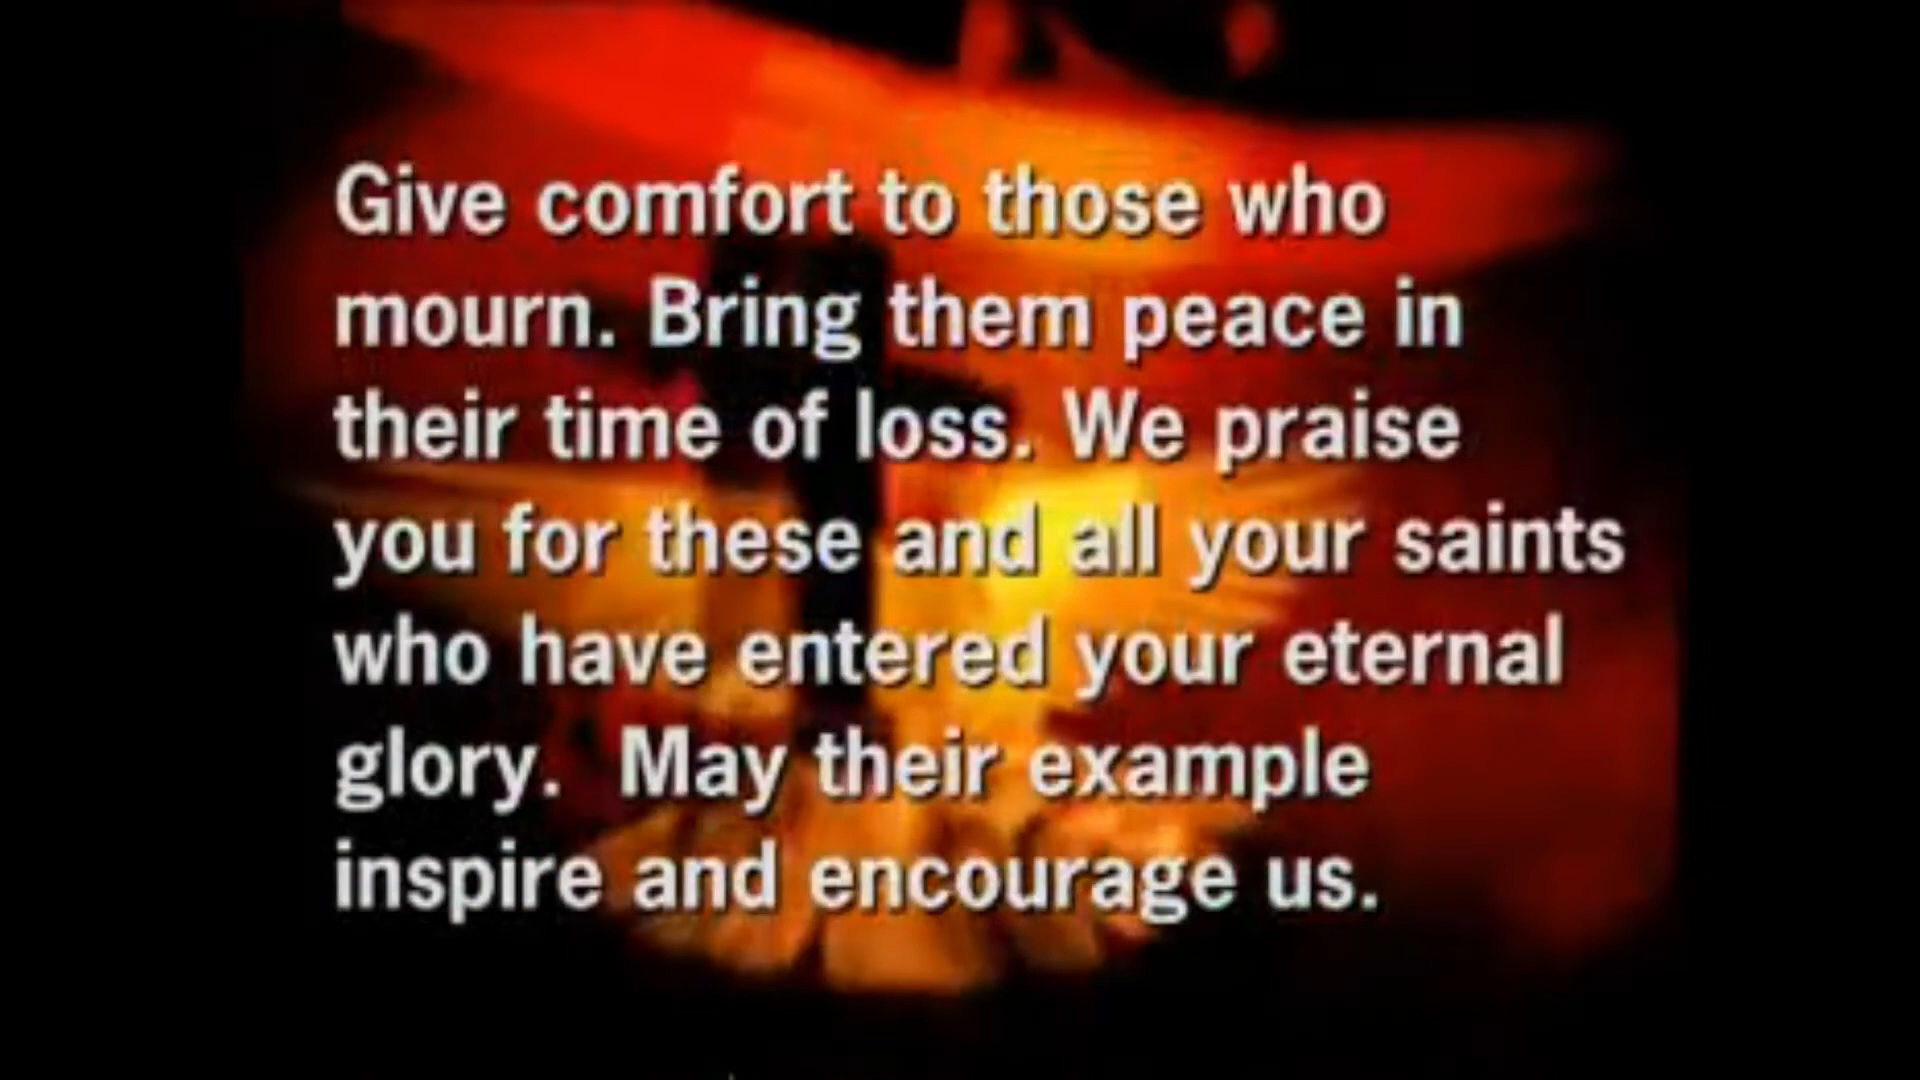 Give comfort to those who
mourn. Bring them peace in
their time of loss. We praise
you for these and all your saints
who have entered your eternal
glory.  May their example
inspire and encourage us.